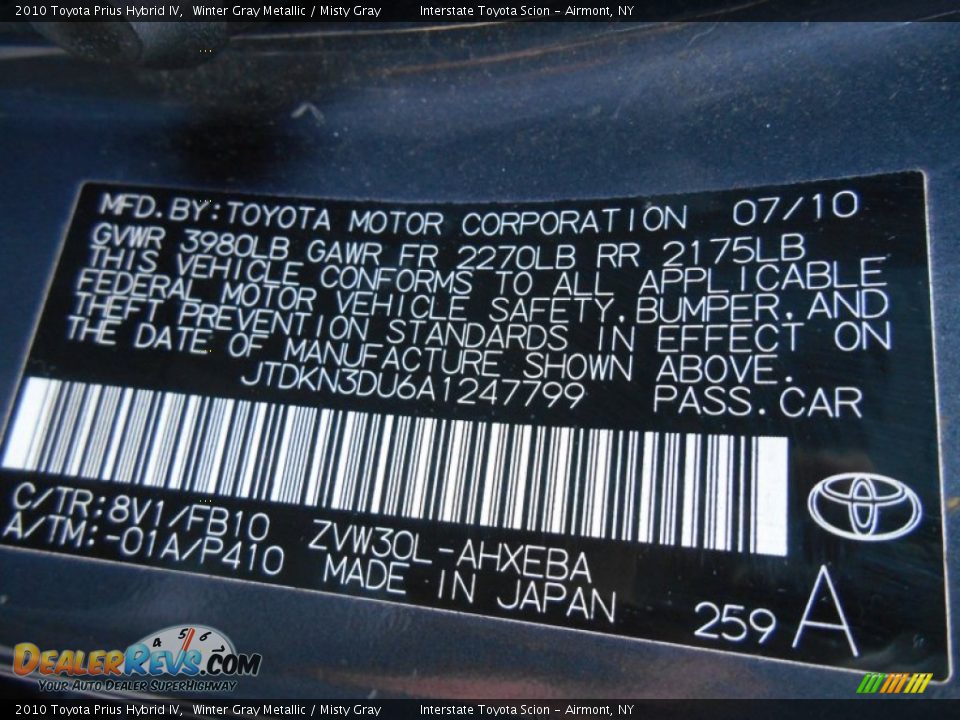 2010 Toyota Prius Hybrid IV, Winter Gray Metallic / Misty Gray Interstate Toyota Scion - Airmont, NY
MFD.BY:TOYOTA MOTOR CORPORATION 07/10
GVWR 3980LB GAWR FR 2270LB RR 2175LB
THIS VEHICLE CONFORMS TO ALL APPLICABLE
FEDERAL MOTOR VEHICLE SAFETY,BUMPER,AND
THEFT PREVENTION STANDARDS IN EFFECT ON
THE DATE OF MANUFACTURE SHOWN ABOVE.
JTDKN3DU6A1247799 PASS.CAR
C/TR:8V1/FB10 ZVW30L-AHXEBA
A/TM:-01A/P410 MADE IN JAPAN
259 A
4 5 6
DEALERREVS.COM
YOUR AUTO DEALER SUPERHIGHWAY
2010 Toyota Prius Hybrid IV, Winter Gray Metallic / Misty Gray Interstate Toyota Scion - Airmont, NY